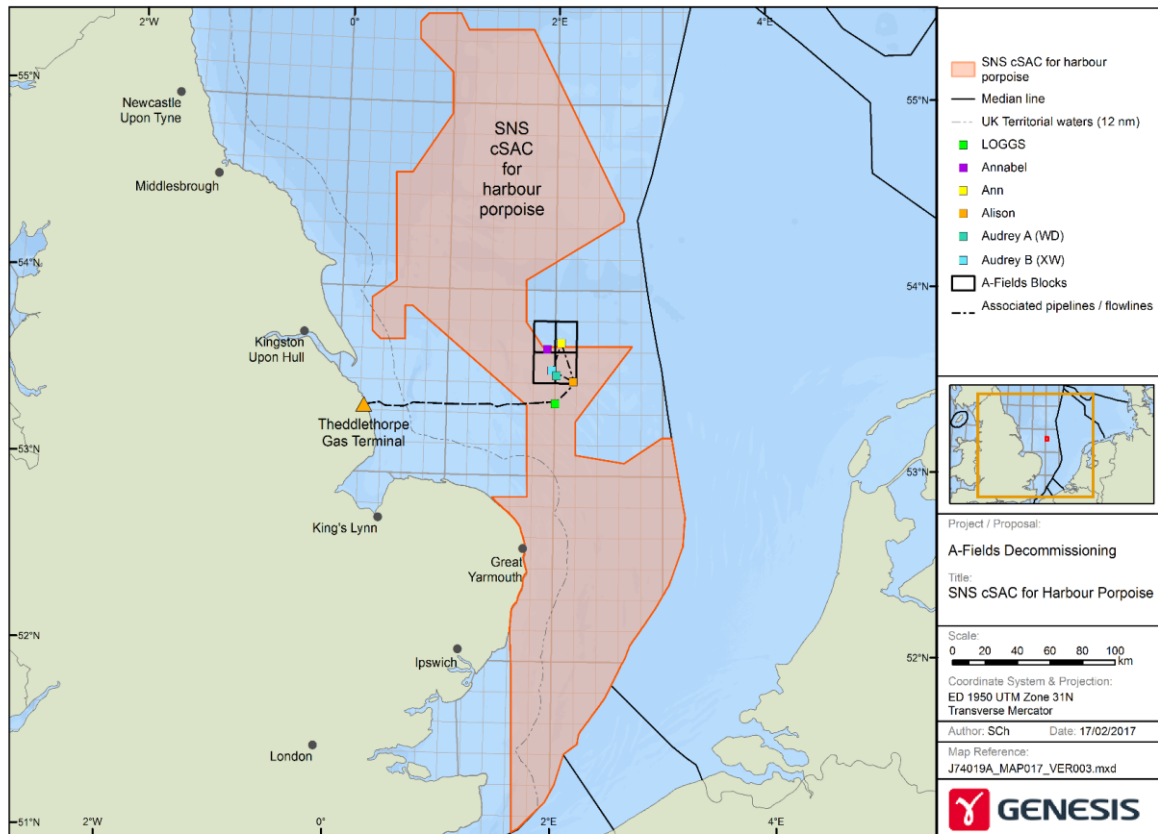 2°W
0°
2°E
4°E
55°N
55°N
Newcastle
Upon Tyne
Middlesbrough
SNS
cSAC
for
harbour
porpoise
54°N
54°N
Kingston
Upon Hull
Theddlethorpe
Gas Terminal
53°N
53°N
King's Lynn
Great
Yarmouth
52°N
52°N
Ipswich
London
51°N
2°W
0°
2°E
4°E
SNS cSAC for harbour
porpoise
Median line
UK Territorial waters (12 nm)
LOGGS
Annabel
Ann
Alison
Audrey A (WD)
Audrey B (XW)
A-Fields Blocks
Associated pipelines / flowlines
Project / Proposal:
A-Fields Decommissioning
Title:
SNS cSAC for Harbour Porpoise
Scale:
0 20 40 60 80 100
km
Coordinate System & Projection:
ED 1950 UTM Zone 31N
Transverse Mercator
Author: SCh Date: 17/02/2017
Map Reference:
J74019A_MAP017_VER003.mxd
GENESIS